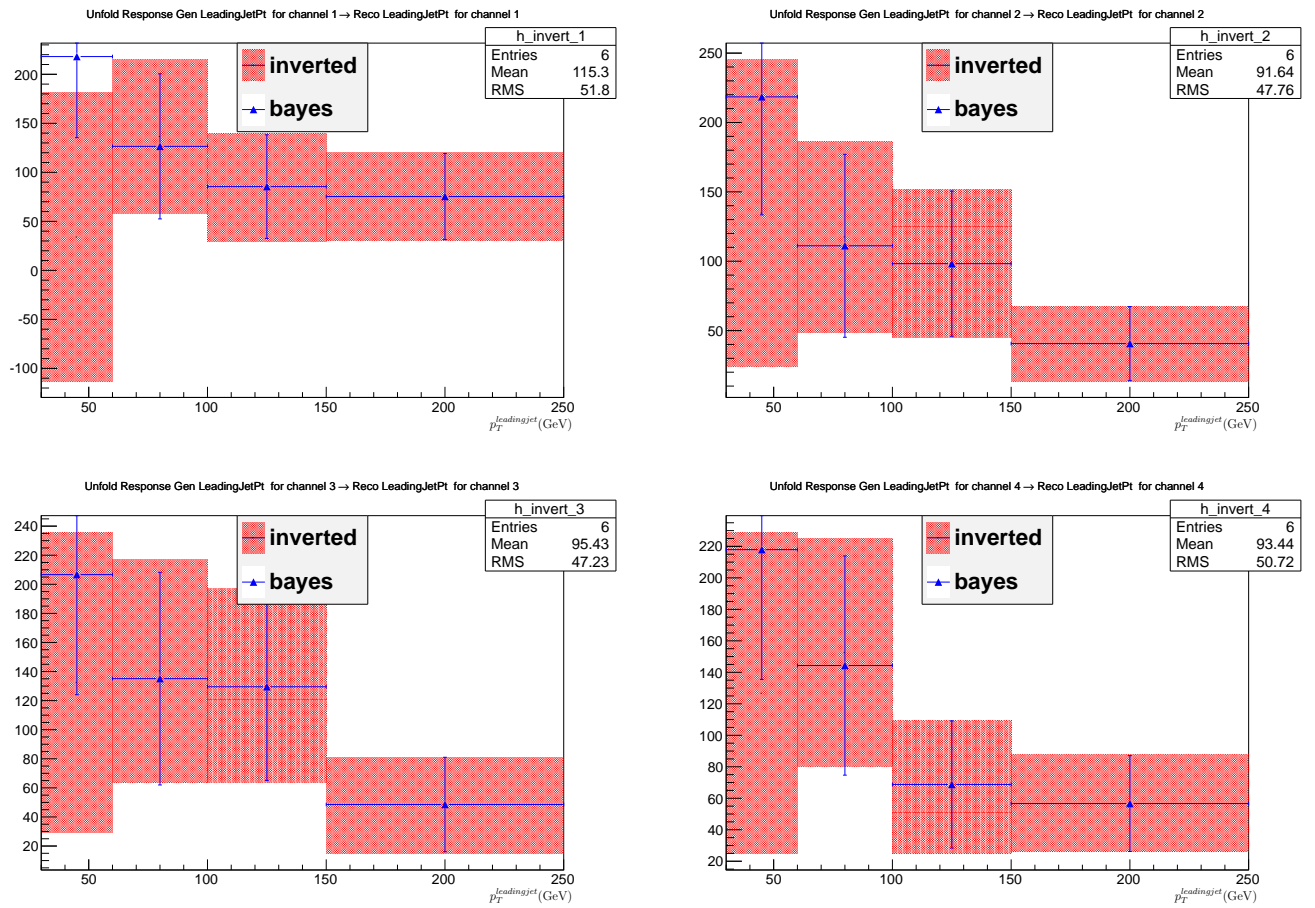 Unfold Response Gen LeadingJetPt for channel 1 → Reco LeadingJetPt for channel 1
h_invert_1
Entries 6
Mean 115.3
RMS 51.8
inverted
bayes
200
150
100
50
0
-50
-100
50 100 150 200 250
p_T^{leadingjet}(GeV)
Unfold Response Gen LeadingJetPt for channel 2 → Reco LeadingJetPt for channel 2
h_invert_2
Entries 6
Mean 91.64
RMS 47.76
inverted
bayes
250
200
150
100
50
50 100 150 200 250
p_T^{leadingjet}(GeV)
Unfold Response Gen LeadingJetPt for channel 3 → Reco LeadingJetPt for channel 3
h_invert_3
Entries 6
Mean 95.43
RMS 47.23
inverted
bayes
240
220
200
180
160
140
120
100
80
60
40
20
50 100 150 200 250
p_T^{leadingjet}(GeV)
Unfold Response Gen LeadingJetPt for channel 4 → Reco LeadingJetPt for channel 4
h_invert_4
Entries 6
Mean 93.44
RMS 50.72
inverted
bayes
220
200
180
160
140
120
100
80
60
40
20
50 100 150 200 250
p_T^{leadingjet}(GeV)